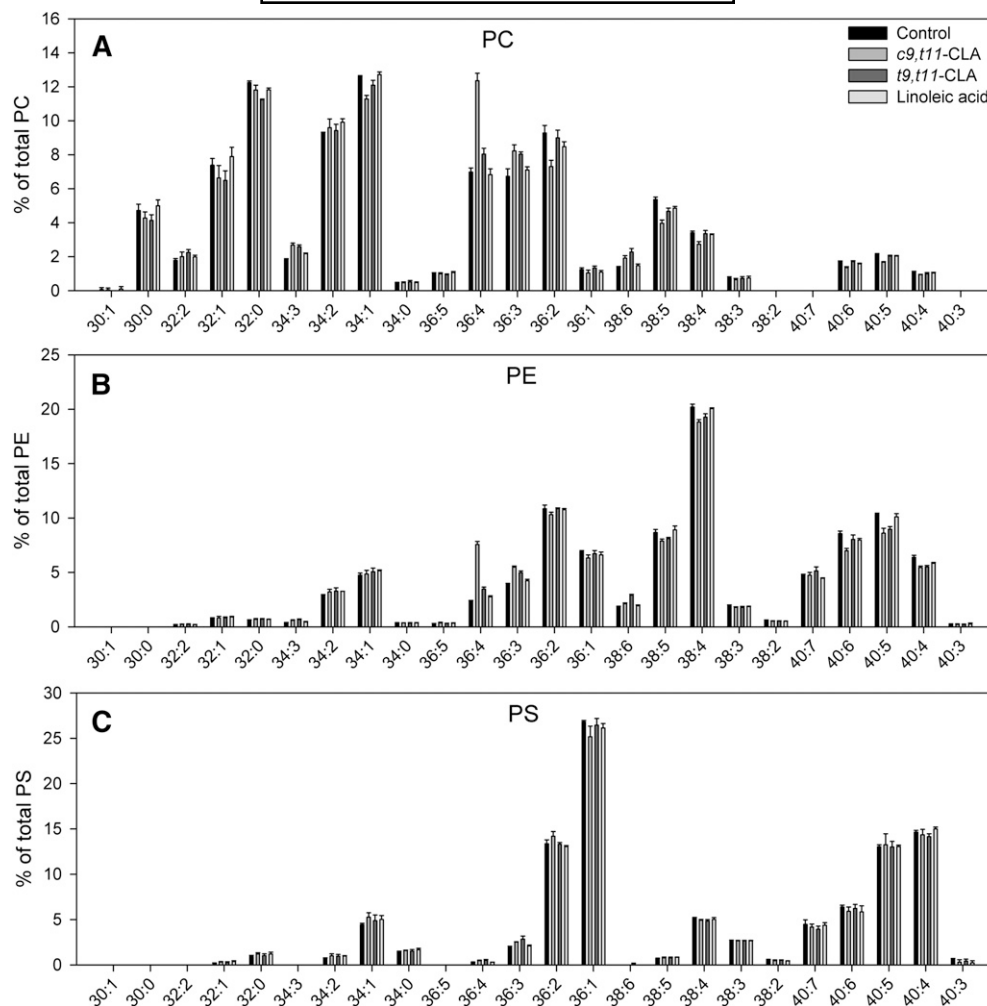 A
PC
Control
c9,t11-CLA
t9,t11-CLA
Linoleic acid
% of total PC
16
14
12
10
8
6
4
2
0
30:1 30:0 32:2 32:1 32:0 34:3 34:2 34:1 34:0 36:5 36:4 36:3 36:2 36:1 38:6 38:5 38:4 38:3 38:2 40:7 40:6 40:5 40:4 40:3
B
PE
% of total PE
25
20
15
10
5
0
30:1 30:0 32:2 32:1 32:0 34:3 34:2 34:1 34:0 36:5 36:4 36:3 36:2 36:1 38:6 38:5 38:4 38:3 38:2 40:7 40:6 40:5 40:4 40:3
C
PS
% of total PS
30
25
20
15
10
5
0
30:1 30:0 32:2 32:1 32:0 34:3 34:2 34:1 34:0 36:5 36:4 36:3 36:2 36:1 38:6 38:5 38:4 38:3 38:2 40:7 40:6 40:5 40:4 40:3